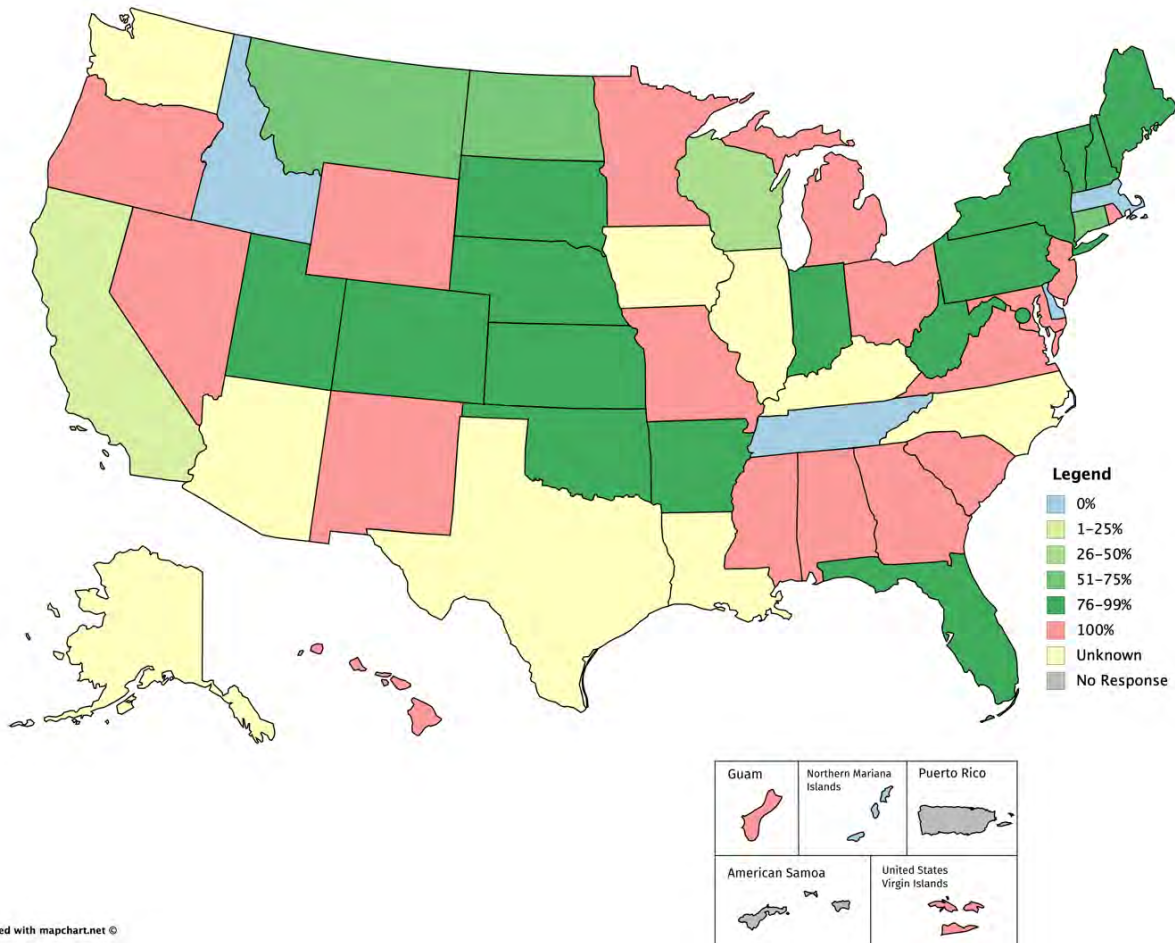 Legend
0%
1–25%
26–50%
51–75%
76–99%
100%
Unknown
No Response
Guam
Northern Mariana
Islands
Puerto Rico
American Samoa
United States
Virgin Islands
ed with mapchart.net ©